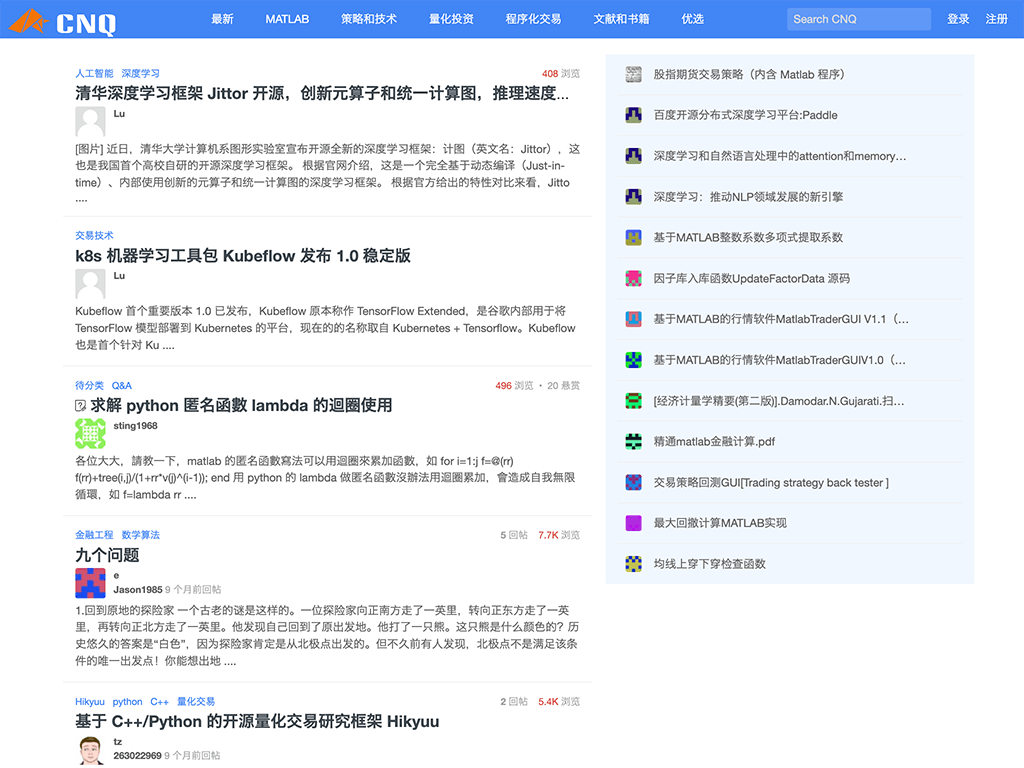 CNQ 最新 MATLAB 策略和技术 量化投资 程序化交易 文献和书籍 优选 Search CNQ 登录 注册
人工智能 深度学习 408 浏览
清华深度学习框架 Jittor 开源，创新元算子和统一计算图，推理速度...
Lu
[图片] 近日，清华大学计算机系图形实验室宣布开源全新的深度学习框架：计图（英文名：Jittor），这
也是我国首个高校自研的开源深度学习框架。 根据官网介绍，这是一个完全基于动态编译（Just-in-
time）、内部使用创新的元算子和统一计算图的深度学习框架。 根据官方给出的特性对比来看，Jitto
....
交易技术
k8s 机器学习工具包 Kubeflow 发布 1.0 稳定版
Lu
Kubeflow 首个重要版本 1.0 已发布，Kubeflow 原本称作 TensorFlow Extended，是谷歌内部用于将
TensorFlow 模型部署到 Kubernetes 的平台，现在的的名称取自 Kubernetes + Tensorflow。Kubeflow
也是首个针对 Ku ....
待分类 Q&A 496 浏览 • 20 悬赏
求解 python 匿名函數 lambda 的迴圈使用
sting1968
各位大大，請教一下，matlab 的匿名函數寫法可以用迴圈來累加函數，如 for i=1:j f=@(rr)
f(rr)+tree(i,j)/(1+rr*v(j)^(i-1)); end 用 python 的 lambda 做匿名函數沒辦法用迴圈累加，會造成自我無限
循環，如 f=lambda rr ....
金融工程 数学算法 5 回帖 7.7K 浏览
九个问题
e
Jason1985 9 个月前回帖
1.回到原地的探险家 一个古老的谜是这样的。一位探险家向正南方走了一英里，转向正东方走了一英
里，再转向正北方走了一英里。他发现自己回到了原出发地。他打了一只熊。这只熊是什么颜色的？历
史悠久的答案是“白色”，因为探险家肯定是从北极点出发的。但不久前有人发现，北极点不是满足该条
件的唯一出发点！你能想出地 ....
Hikyuu python C++ 量化交易 2 回帖 5.4K 浏览
基于 C++/Python 的开源量化交易研究框架 Hikyuu
tz
263022969 9 个月前回帖
股指期货交易策略（内含 Matlab 程序）
百度开源分布式深度学习平台:Paddle
深度学习和自然语言处理中的attention和memory...
深度学习：推动NLP领域发展的新引擎
基于MATLAB整数系数多项式提取系数
因子库入库函数UpdateFactorData 源码
基于MATLAB的行情软件MatlabTraderGUI V1.1（...
基于MATLAB的行情软件MatlabTraderGUIV1.0（...
[经济计量学精要(第二版)].Damodar.N.Gujarati.扫...
精通matlab金融计算.pdf
交易策略回测GUI[Trading strategy back tester ]
最大回撤计算MATLAB实现
均线上穿下穿检查函数